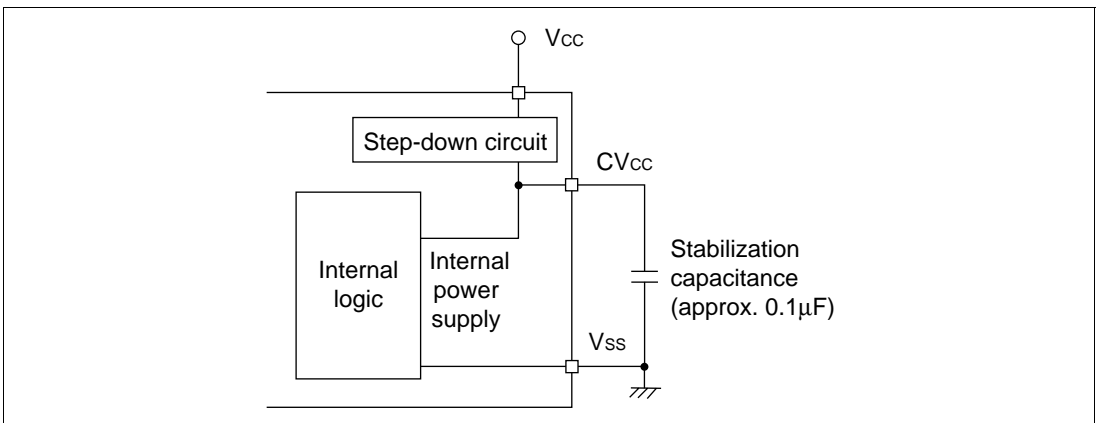 Vcc
Step-down circuit
CVcc
Internal
logic
Internal
power
supply
Stabilization
capacitance
(approx. 0.1μF)
Vss